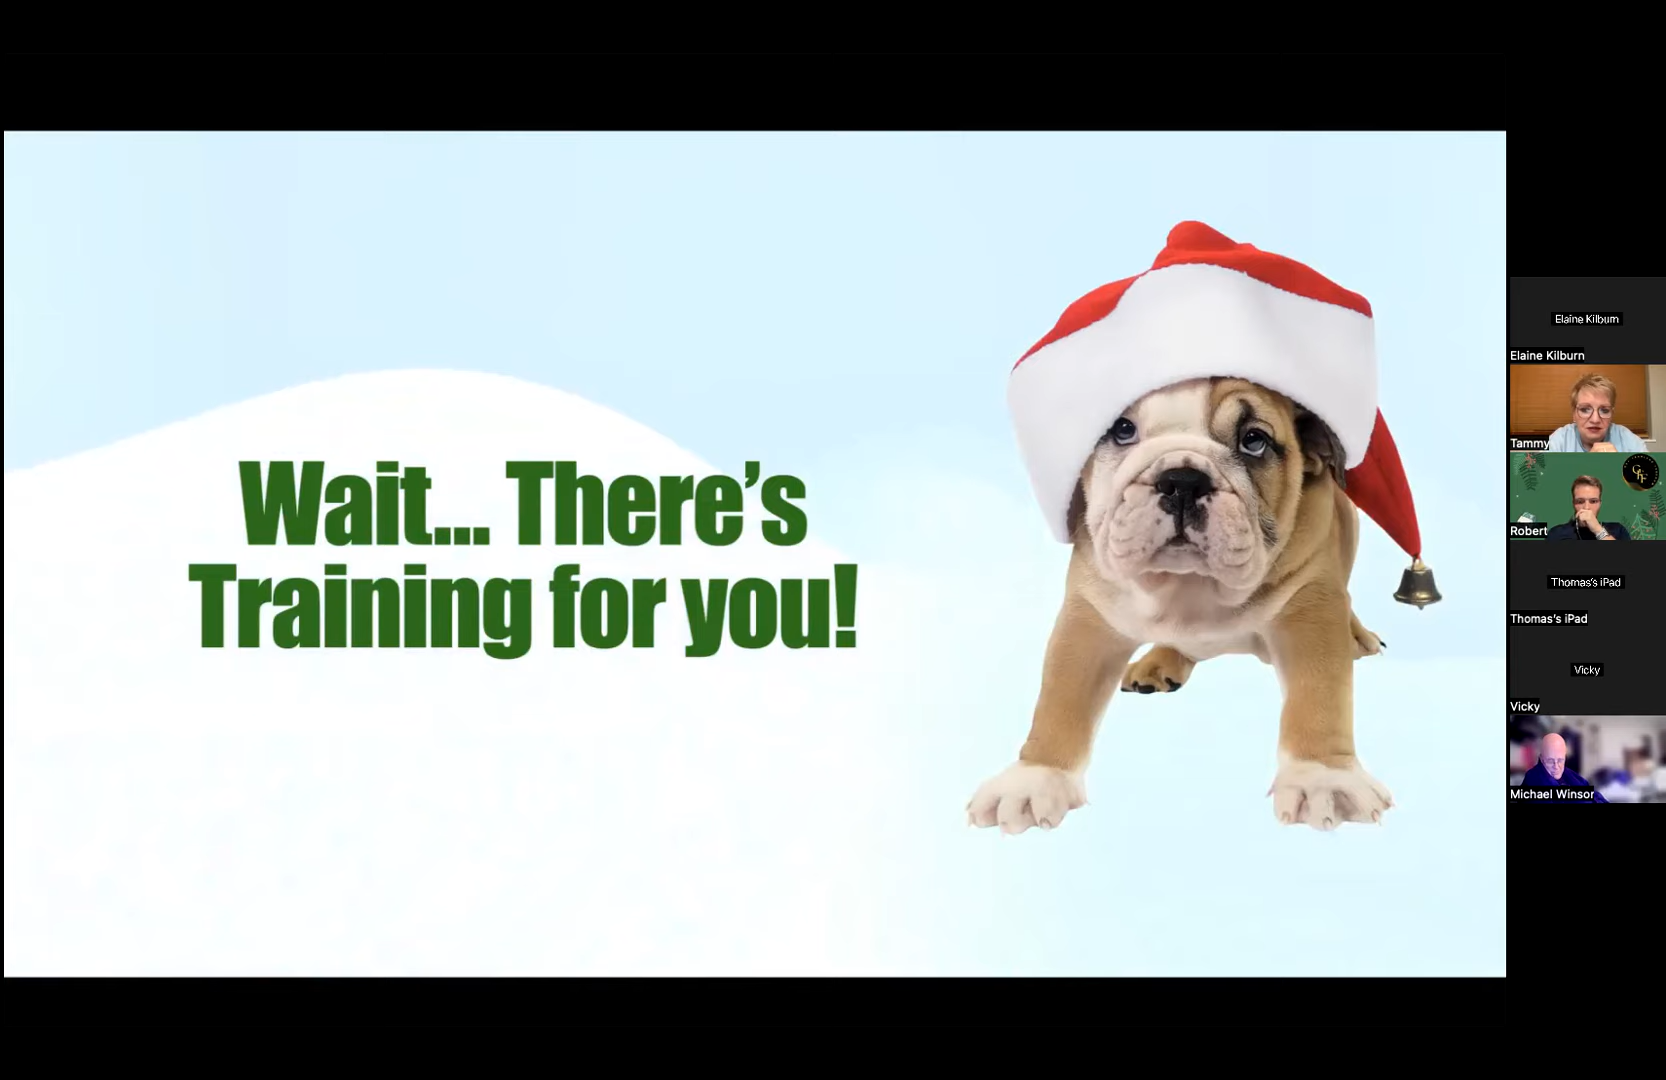 Wait... There’s
Training for you!
Elaine Kilburn
Elaine Kilburn
Tammy
Robert
Thomas's iPad
Thomas's iPad
Vicky
Vicky
Michael Winsor